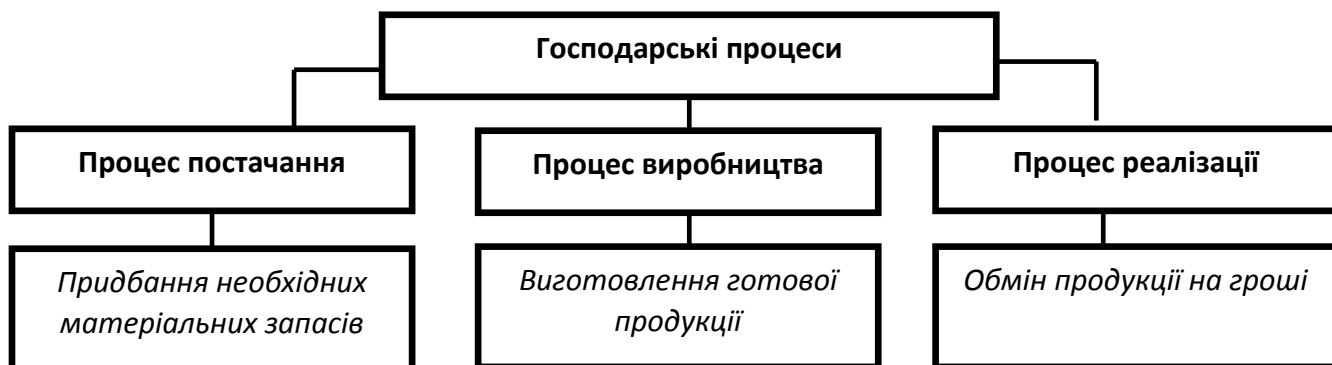 Господарські процеси
Процес постачання
Процес виробництва
Процес реалізації
Придбання необхідних
матеріальних запасів
Виготовлення готової
продукції
Обмін продукції на гроші